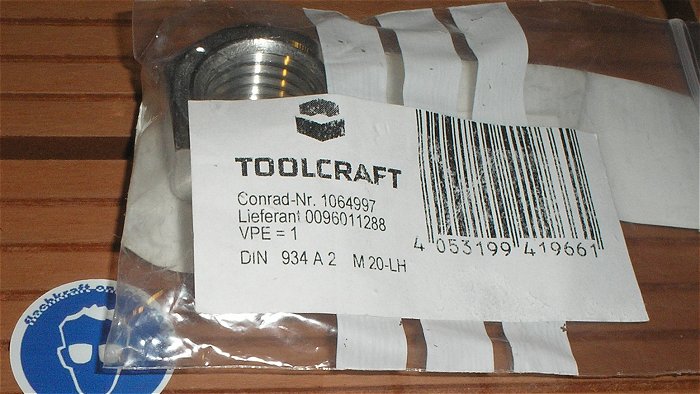 TOOLCRAFT
Conrad-Nr. 1064997
Lieferant 0096011288
VPE = 1
DIN 934 A 2 M 20-LH
4 053199 419661